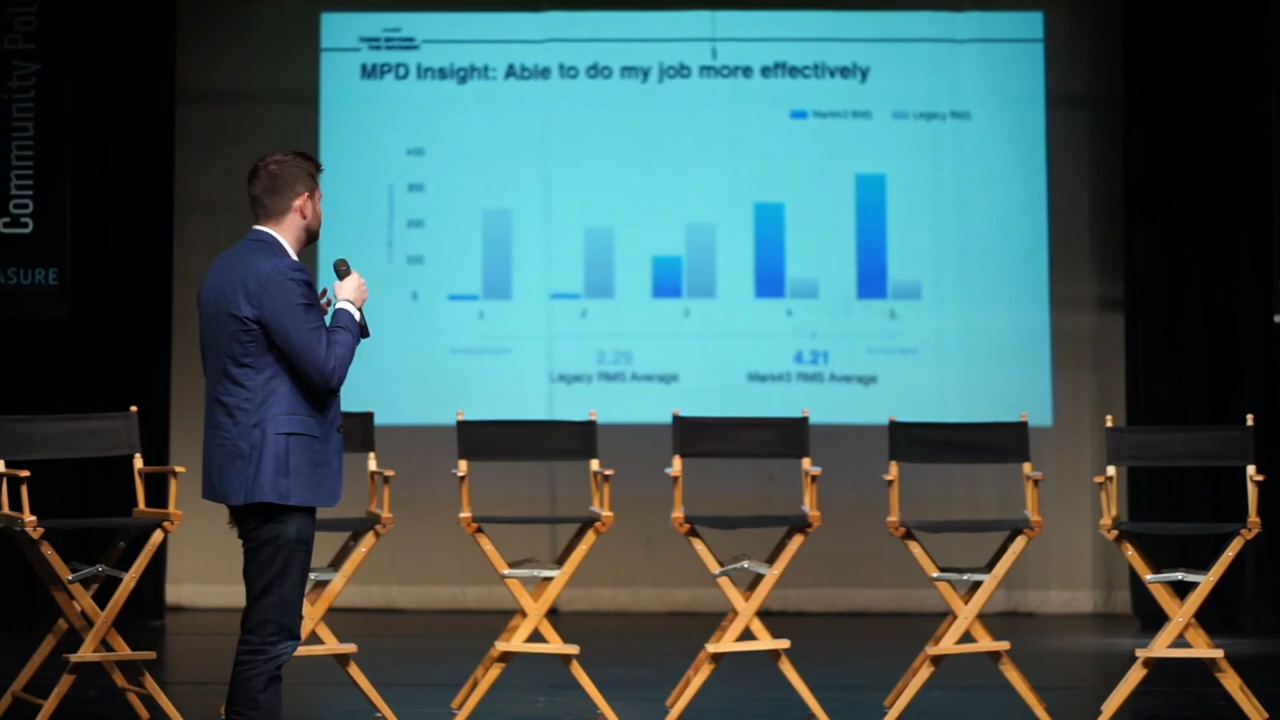 Community Pol
ASURE
MPD Insight: Able to do my job more effectively
Mark43 RMS
Legacy RMS
400
300
200
100
0
1
2
3
4
5
2.29
4.21
Legacy RMS Average
Mark43 RMS Average